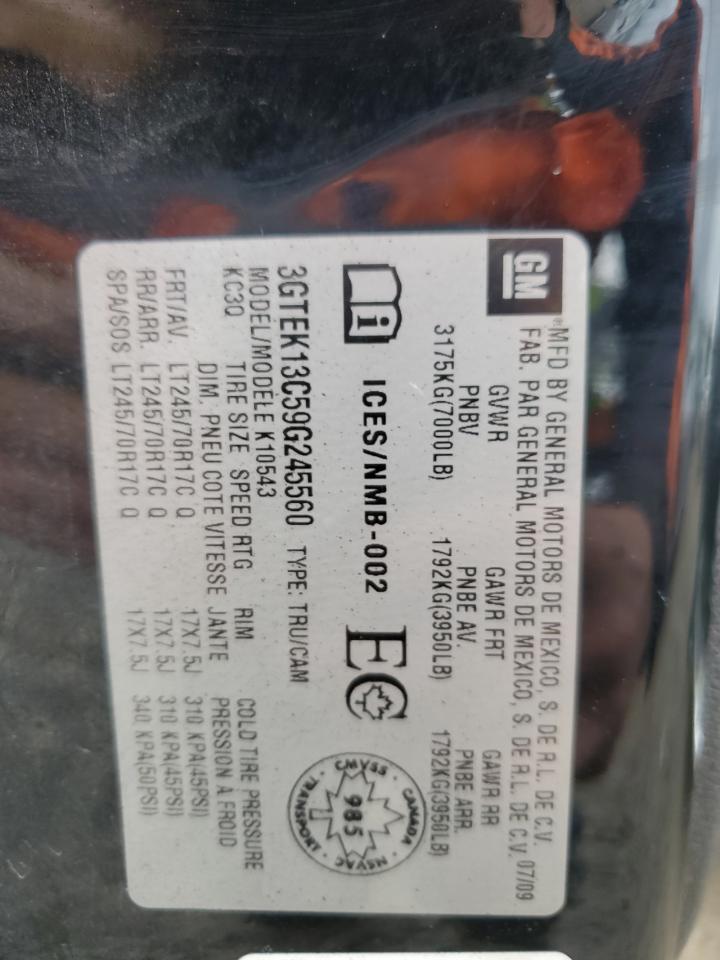 GM
MFD BY GENERAL MOTORS DE MEXICO, S. DE R.L. DE C.V.
FAB. PAR GENERAL MOTORS DE MEXICO, S. DE R.L. DE C.V. 07/09
GVWR GAWR FRT GAWR RR
PNBV PNBE AV. PNBE ARR.
3175KG(7000LB) 1792KG(3950LB) 1792KG(3950LB)
i ICES/NMB-002 EC
CMVSS · CANADA · NSVAC · TRANSPORT ·
985
3GTEK13C59G245560 TYPE: TRU/CAM
MODEL/MODÈLE K10543
KC3Q TIRE SIZE SPEED RTG RIM COLD TIRE PRESSURE
DIM. PNEU COTE VITESSE JANTE PRESSION A FROID
FRT/AV. LT245/70R17C Q 17X7.5J 310 KPA(45PSI)
RR/ARR. LT245/70R17C Q 17X7.5J 310 KPA(45PSI)
SPA/SOS LT245/70R17C Q 17X7.5J 340 KPA(50PSI)